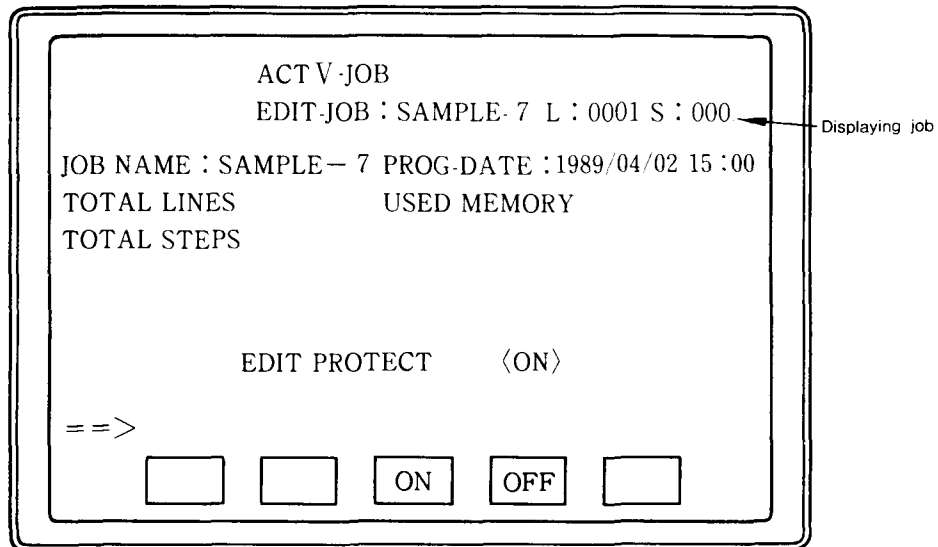 ACT V-JOB
EDIT-JOB : SAMPLE-7 L : 0001 S : 000
Displaying job
JOB NAME : SAMPLE-7 PROG-DATE : 1989/04/02 15:00
TOTAL LINES USED MEMORY
TOTAL STEPS
EDIT PROTECT 〈ON〉
==>
ON OFF